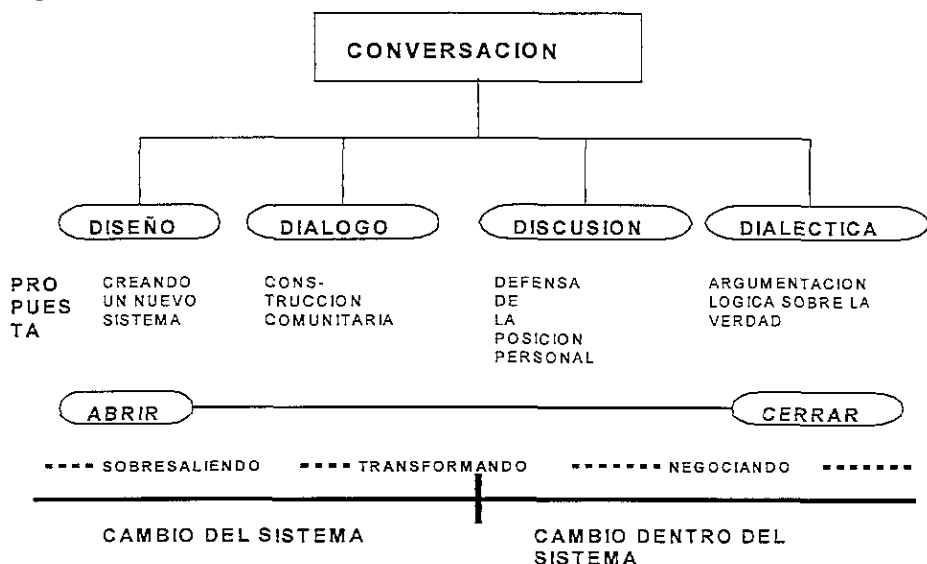 CONVERSACION
DISEÑO DIALOGO DISCUSION DIALECTICA
PRO
PUES
TA
CREANDO
UN NUEVO
SISTEMA
CONS-
TRUCCION
COMUNITARIA
DEFENSA
DE
LA
POSICION
PERSONAL
ARGUMENTACION
LOGICA SOBRE LA
VERDAD
ABRIR CERRAR
SOBRESALIENDO TRANSFORMANDO NEGOCIANDO
CAMBIO DEL SISTEMA
CAMBIO DENTRO DEL
SISTEMA